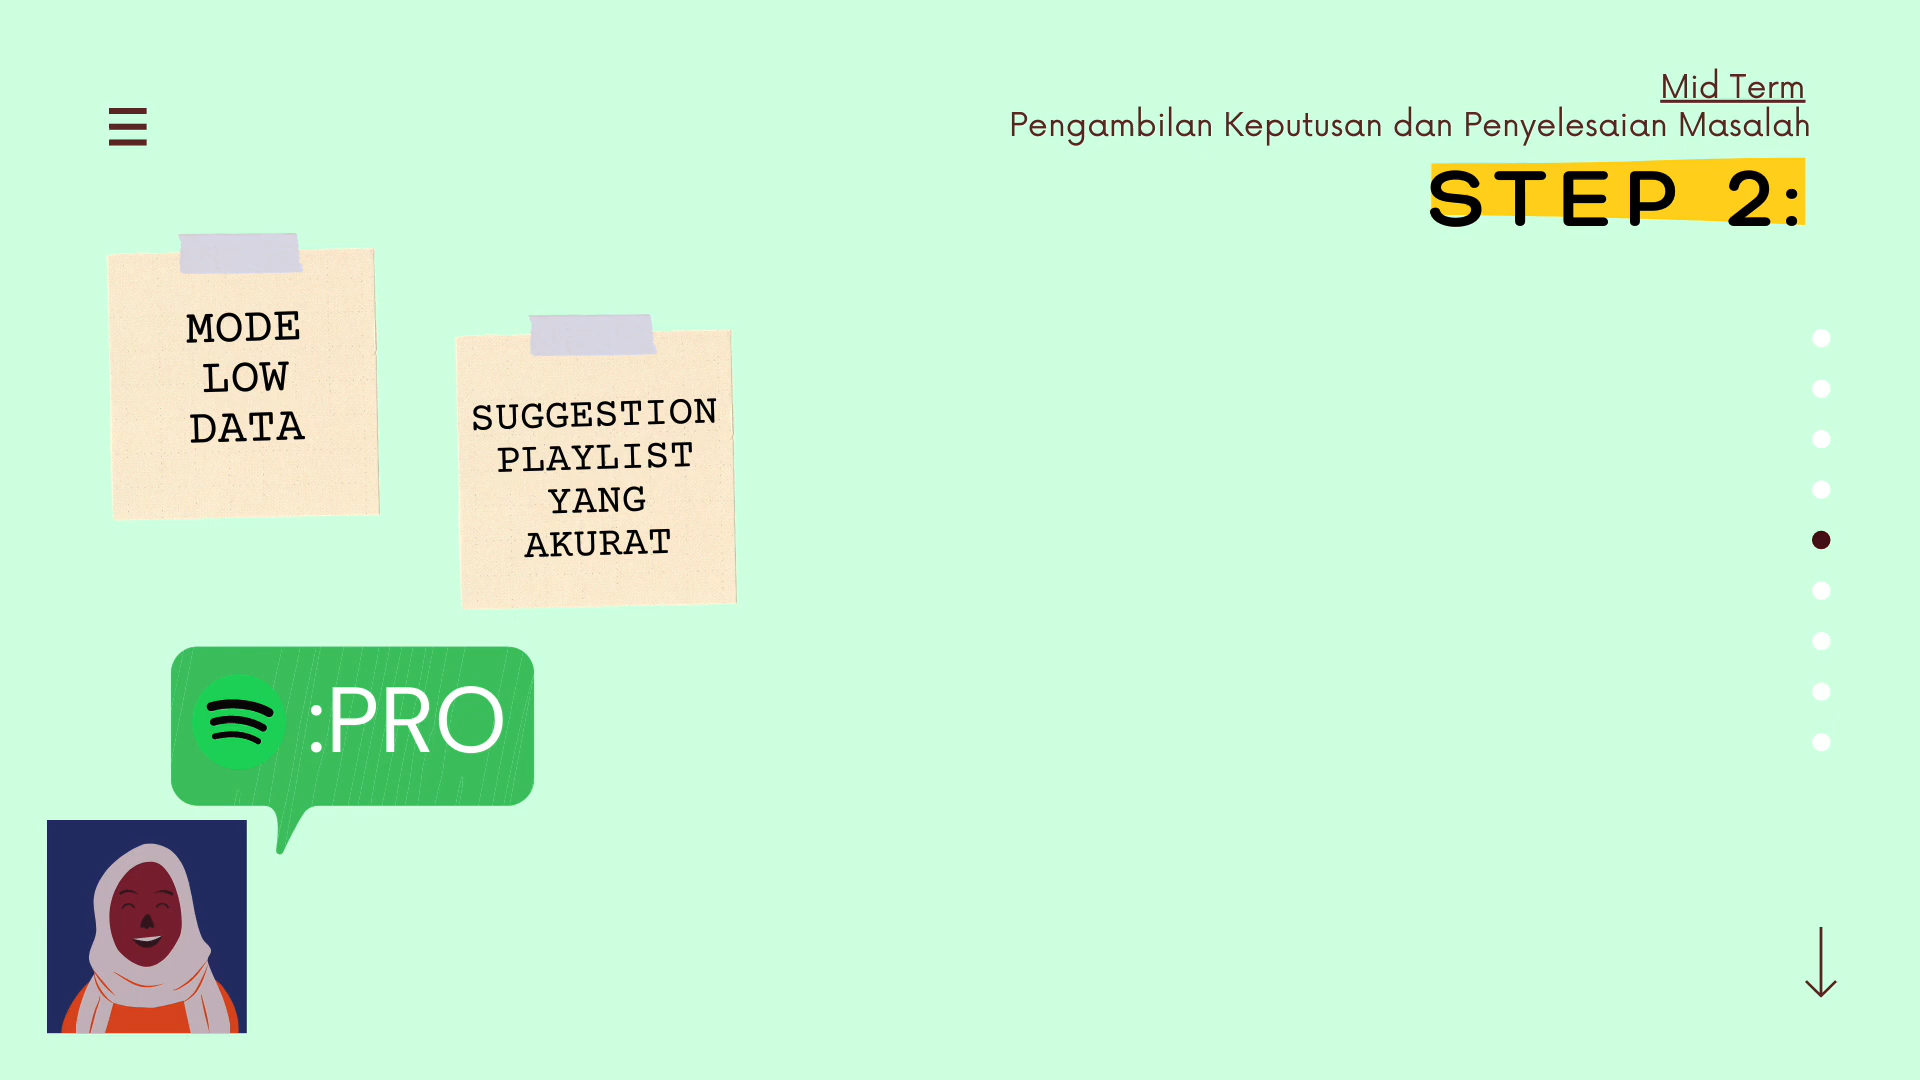 Mid Term
Pengambilan Keputusan dan Penyelesaian Masalah
STEP 2:
MODE
LOW
DATA
SUGGESTION
PLAYLIST
YANG
AKURAT
:PRO